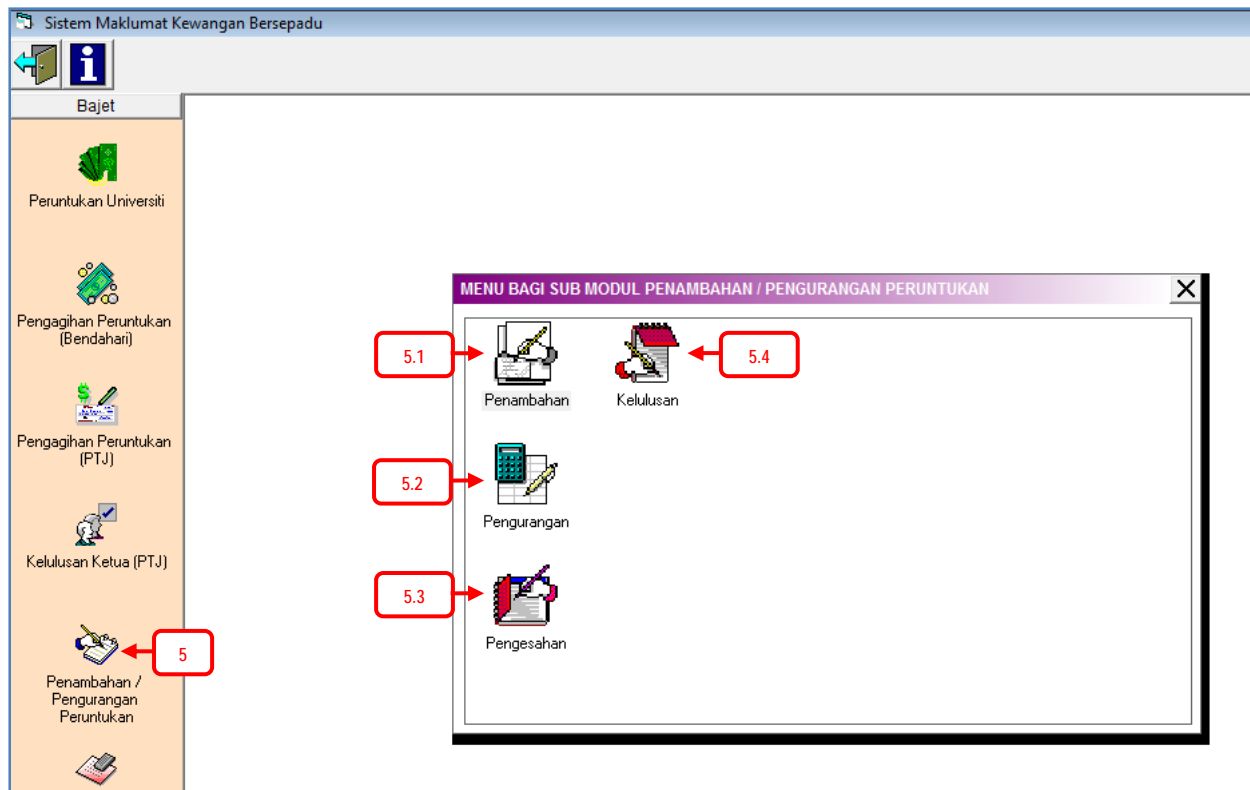 Sistem Maklumat Kewangan Bersepadu
Bajet
Peruntukan Universiti
Pengagihan Peruntukan
(Bendahari)
Pengagihan Peruntukan
(PTJ)
Kelulusan Ketua (PTJ)
5
Penambahan /
Pengurangan
Peruntukan
MENU BAGI SUB MODUL PENAMBAHAN / PENGURANGAN PERUNTUKAN
5.1
Penambahan
5.4
Kelulusan
5.2
Pengurangan
5.3
Pengesahan